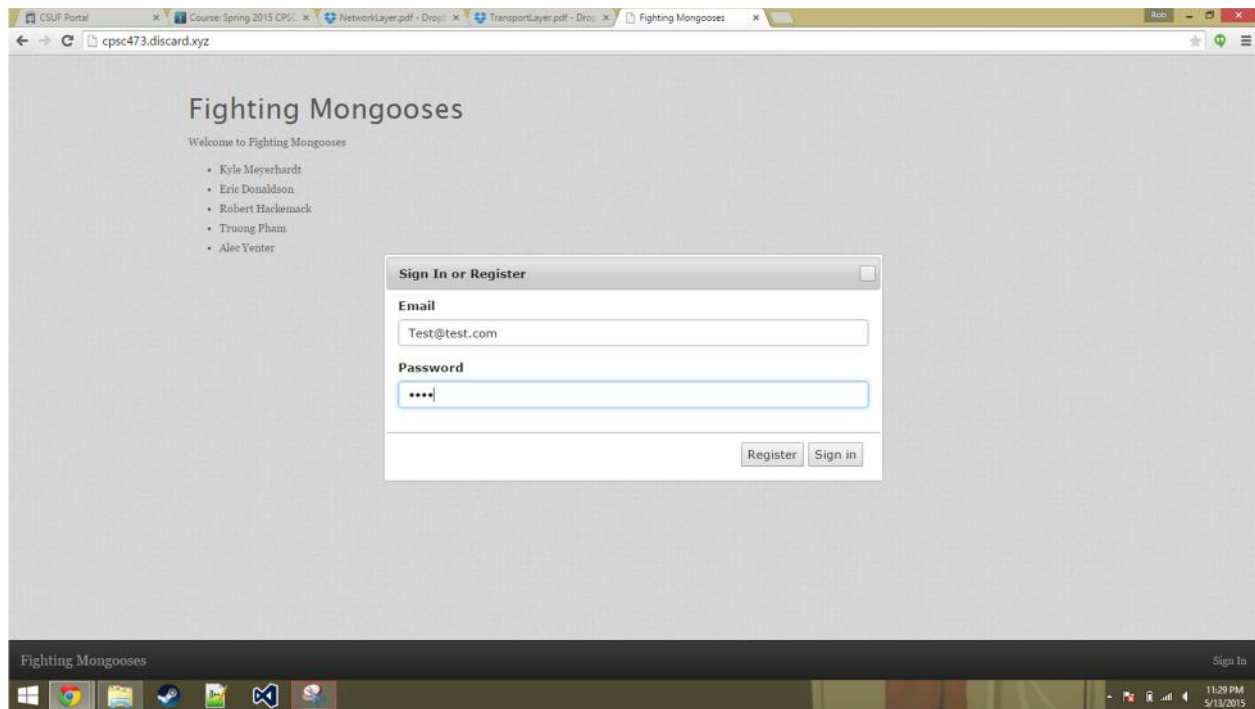 CSUF Portal
Course: Spring 2015 CPSC
NetworkLayer.pdf - Drop
TransportLayer.pdf - Drop
Fighting Mongooses
Rob
cpsc473.discard.xyz
Fighting Mongooses
Welcome to Fighting Mongooses
• Kyle Meyerhardt
• Eric Donaldson
• Robert Hackemack
• Truong Pham
• Alec Yenter
Sign In or Register
Email
Test@test.com
Password
••••
Register Sign in
Fighting Mongooses Sign In
11:29 PM
5/13/2015